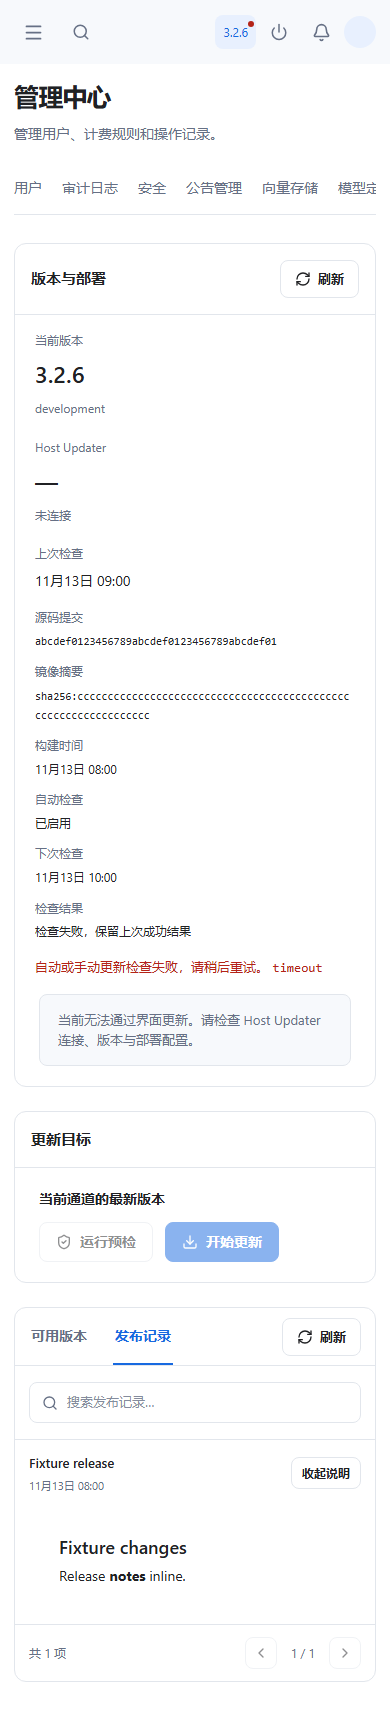 3.2.6
管理中心
管理用户、计费规则和操作记录。
用户 审计日志 安全 公告管理 向量存储 模型定
版本与部署
刷新
当前版本
3.2.6
development
Host Updater
—
未连接
上次检查
11月13日 09:00
源码提交
abcdef0123456789abcdef0123456789abcdef01
镜像摘要
sha256:cccccccccccccccccccccccccccccccccccccccccccccc
ccccccccccccccccccc
构建时间
11月13日 08:00
自动检查
已启用
下次检查
11月13日 10:00
检查结果
检查失败，保留上次成功结果
自动或手动更新检查失败，请稍后重试。 timeout
当前无法通过界面更新。请检查 Host Updater
连接、版本与部署配置。
更新目标
当前通道的最新版本
运行预检 开始更新
可用版本 发布记录 刷新
搜索发布记录...
Fixture release
11月13日 08:00
收起说明
Fixture changes
Release notes inline.
共 1 项
1 / 1